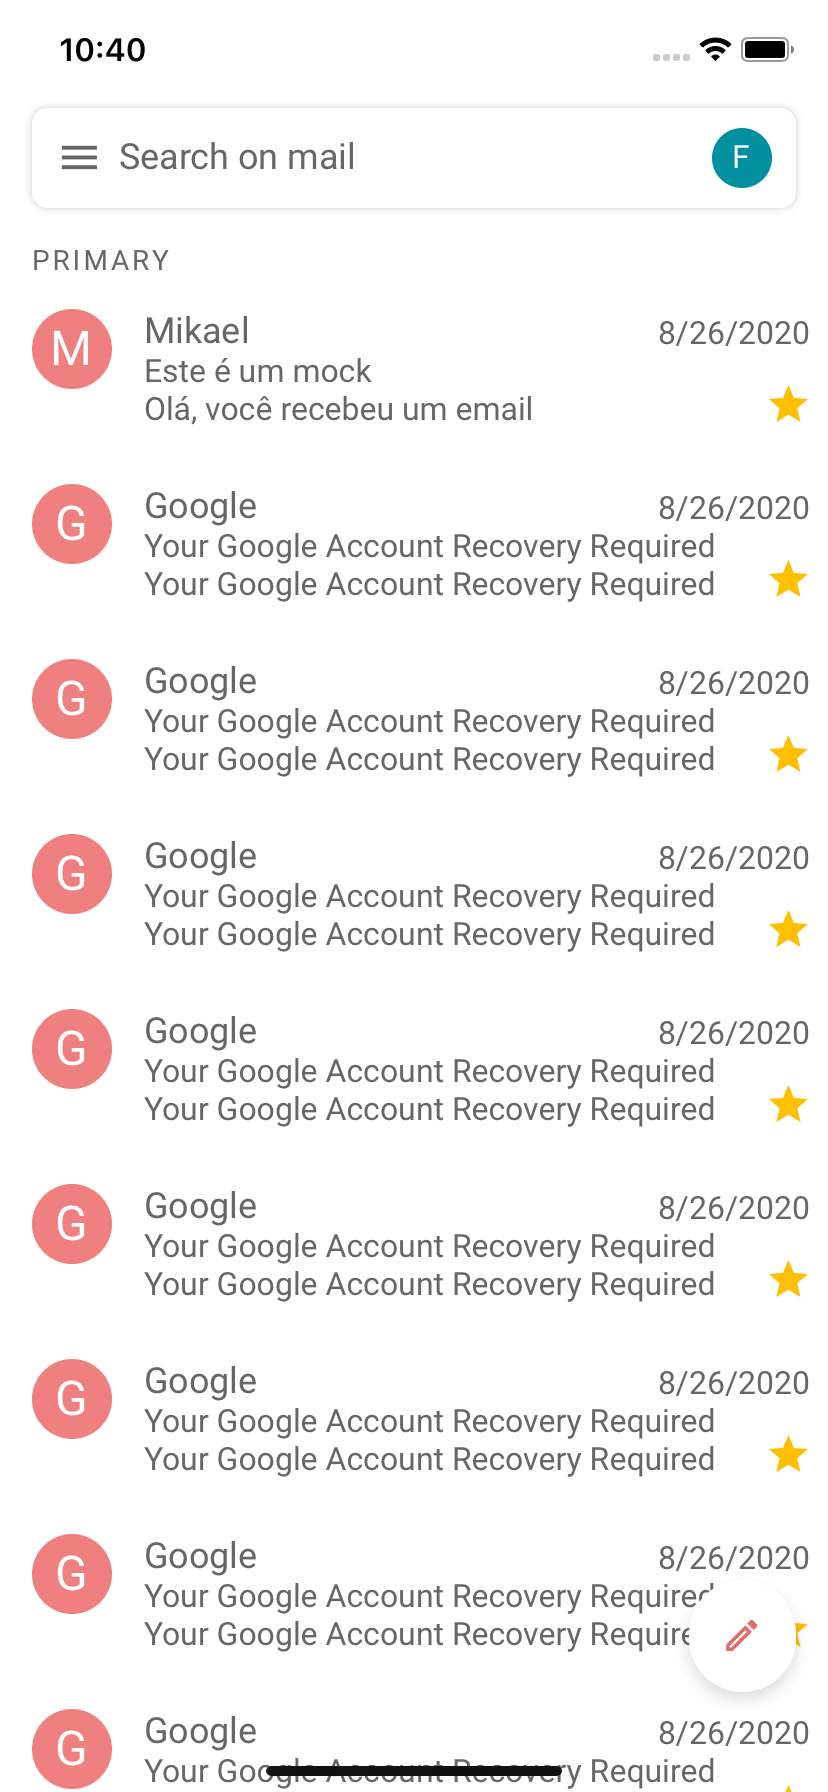 10:40
Search on mail
F
PRIMARY
M
Mikael
8/26/2020
Este é um mock
Olá, você recebeu um email
G
Google
8/26/2020
Your Google Account Recovery Required
Your Google Account Recovery Required
G
Google
8/26/2020
Your Google Account Recovery Required
Your Google Account Recovery Required
G
Google
8/26/2020
Your Google Account Recovery Required
Your Google Account Recovery Required
G
Google
8/26/2020
Your Google Account Recovery Required
Your Google Account Recovery Required
G
Google
8/26/2020
Your Google Account Recovery Required
Your Google Account Recovery Required
G
Google
8/26/2020
Your Google Account Recovery Required
Your Google Account Recovery Required
G
Google
8/26/2020
Your Google Account Recovery Required
Your Google Account Recovery Require
G
Google
8/26/2020
Your Google Account Recovery Required